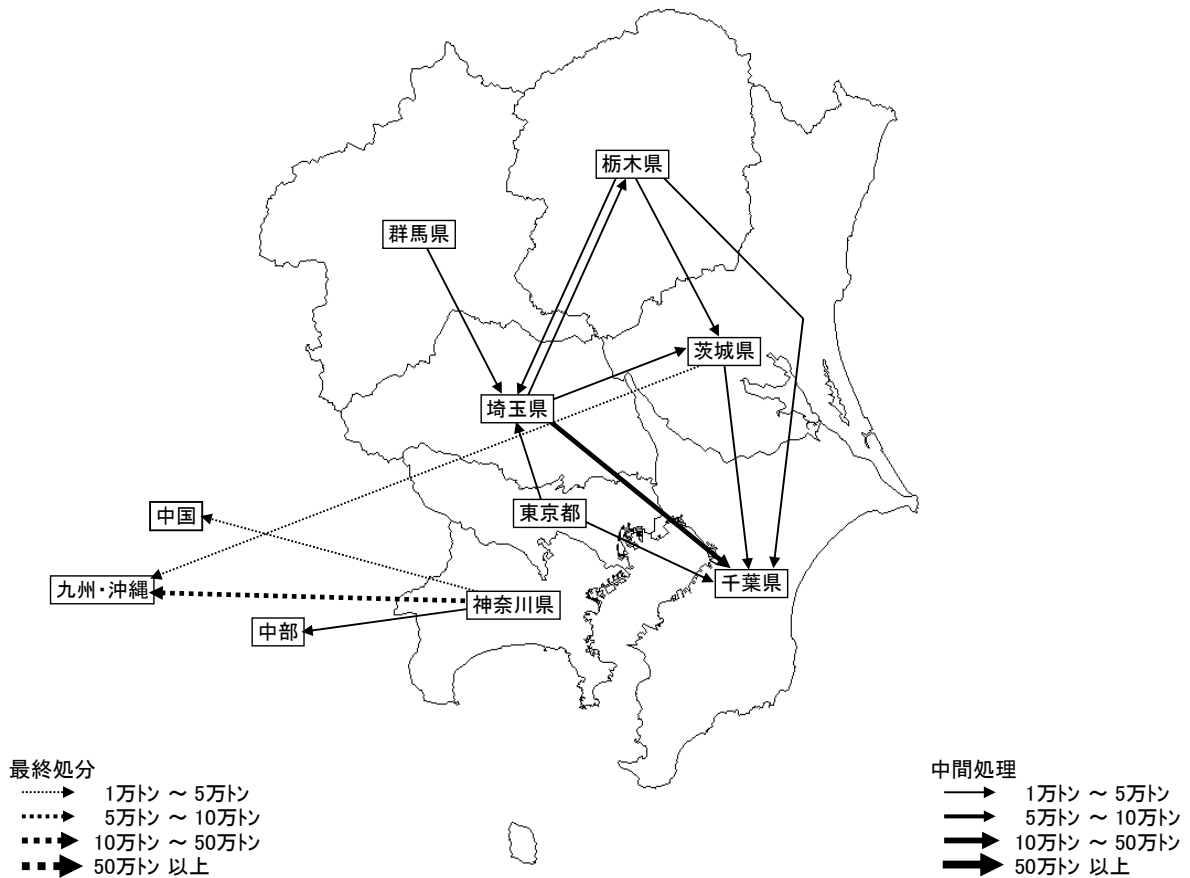 栃木県
群馬県
茨城県
埼玉県
中国
東京都
九州・沖縄
千葉県
神奈川県
中部
最終処分
1万トン ～ 5万トン
5万トン ～ 10万トン
10万トン ～ 50万トン
50万トン 以上
中間処理
1万トン ～ 5万トン
5万トン ～ 10万トン
10万トン ～ 50万トン
50万トン 以上